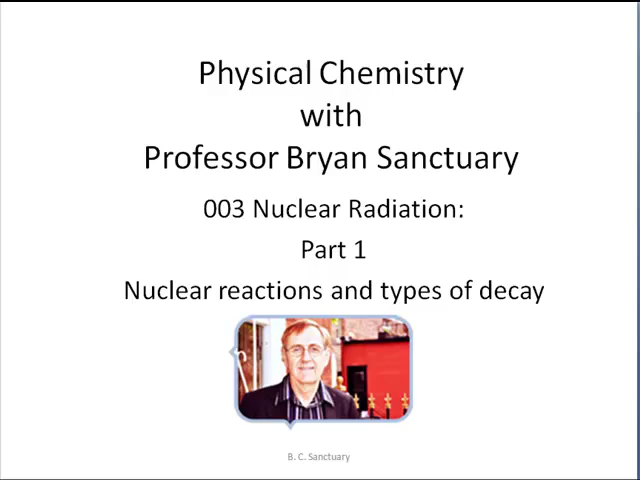 Physical Chemistry
with
Professor Bryan Sanctuary
003 Nuclear Radiation:
Part 1
Nuclear reactions and types of decay
B. C. Sanctuary